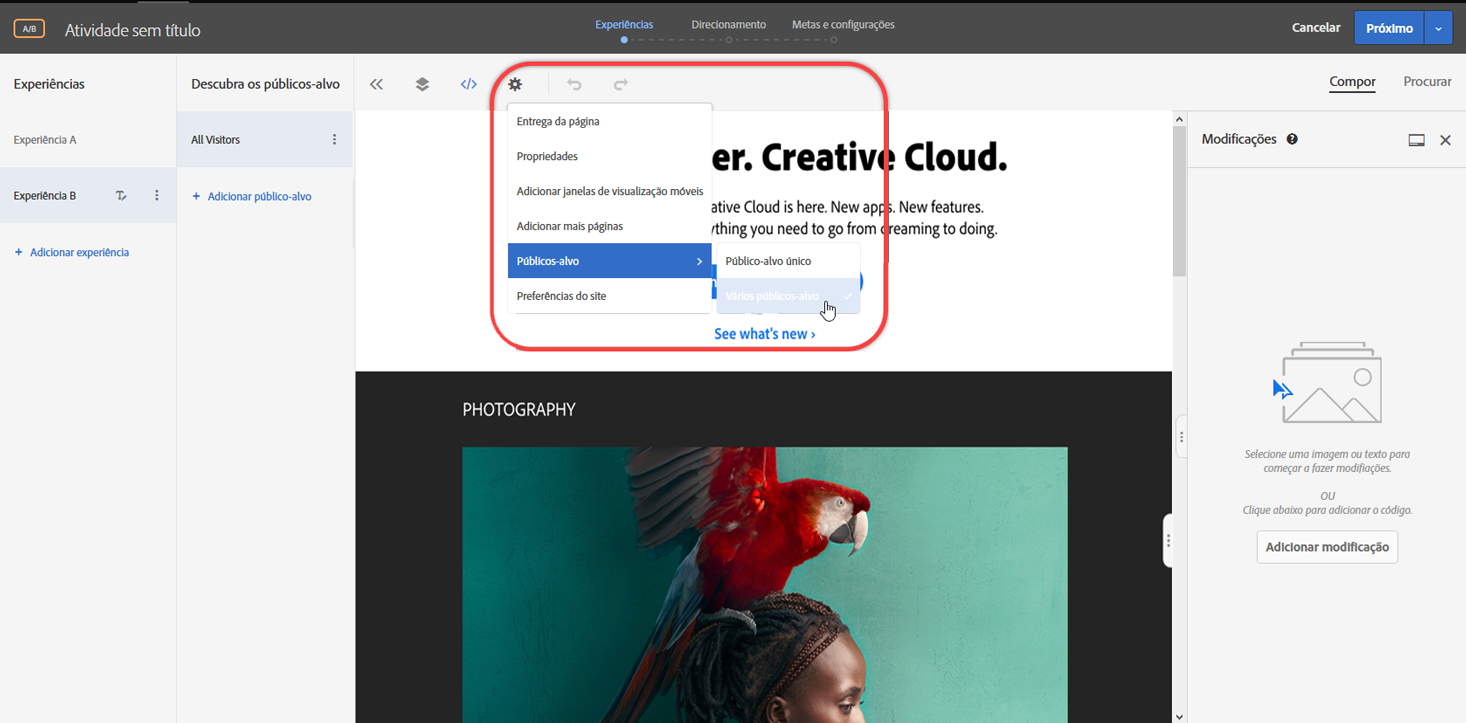 A/B
Atividade sem título
Experiências
Direcionamento
Metas e configurações
Cancelar
Próximo
Experiências
Descubra os públicos-alvo
</>
Compor
Procurar
Experiência A
All Visitors
Experiência B
+ Adicionar público-alvo
+ Adicionar experiência
Entrega da página
Propriedades
Adicionar janelas de visualização móveis
Adicionar mais páginas
Públicos-alvo
Preferências do site
Público-alvo único
Vários públicos-alvo
er. Creative Cloud.
ative Cloud is here. New apps. New features.
ything you need to go from dreaming to doing.
See what's new ›
PHOTOGRAPHY
Modificações
Selecione uma imagem ou texto para
começar a fazer modifiações.
OU
Clique abaixo para adicionar o código.
Adicionar modificação